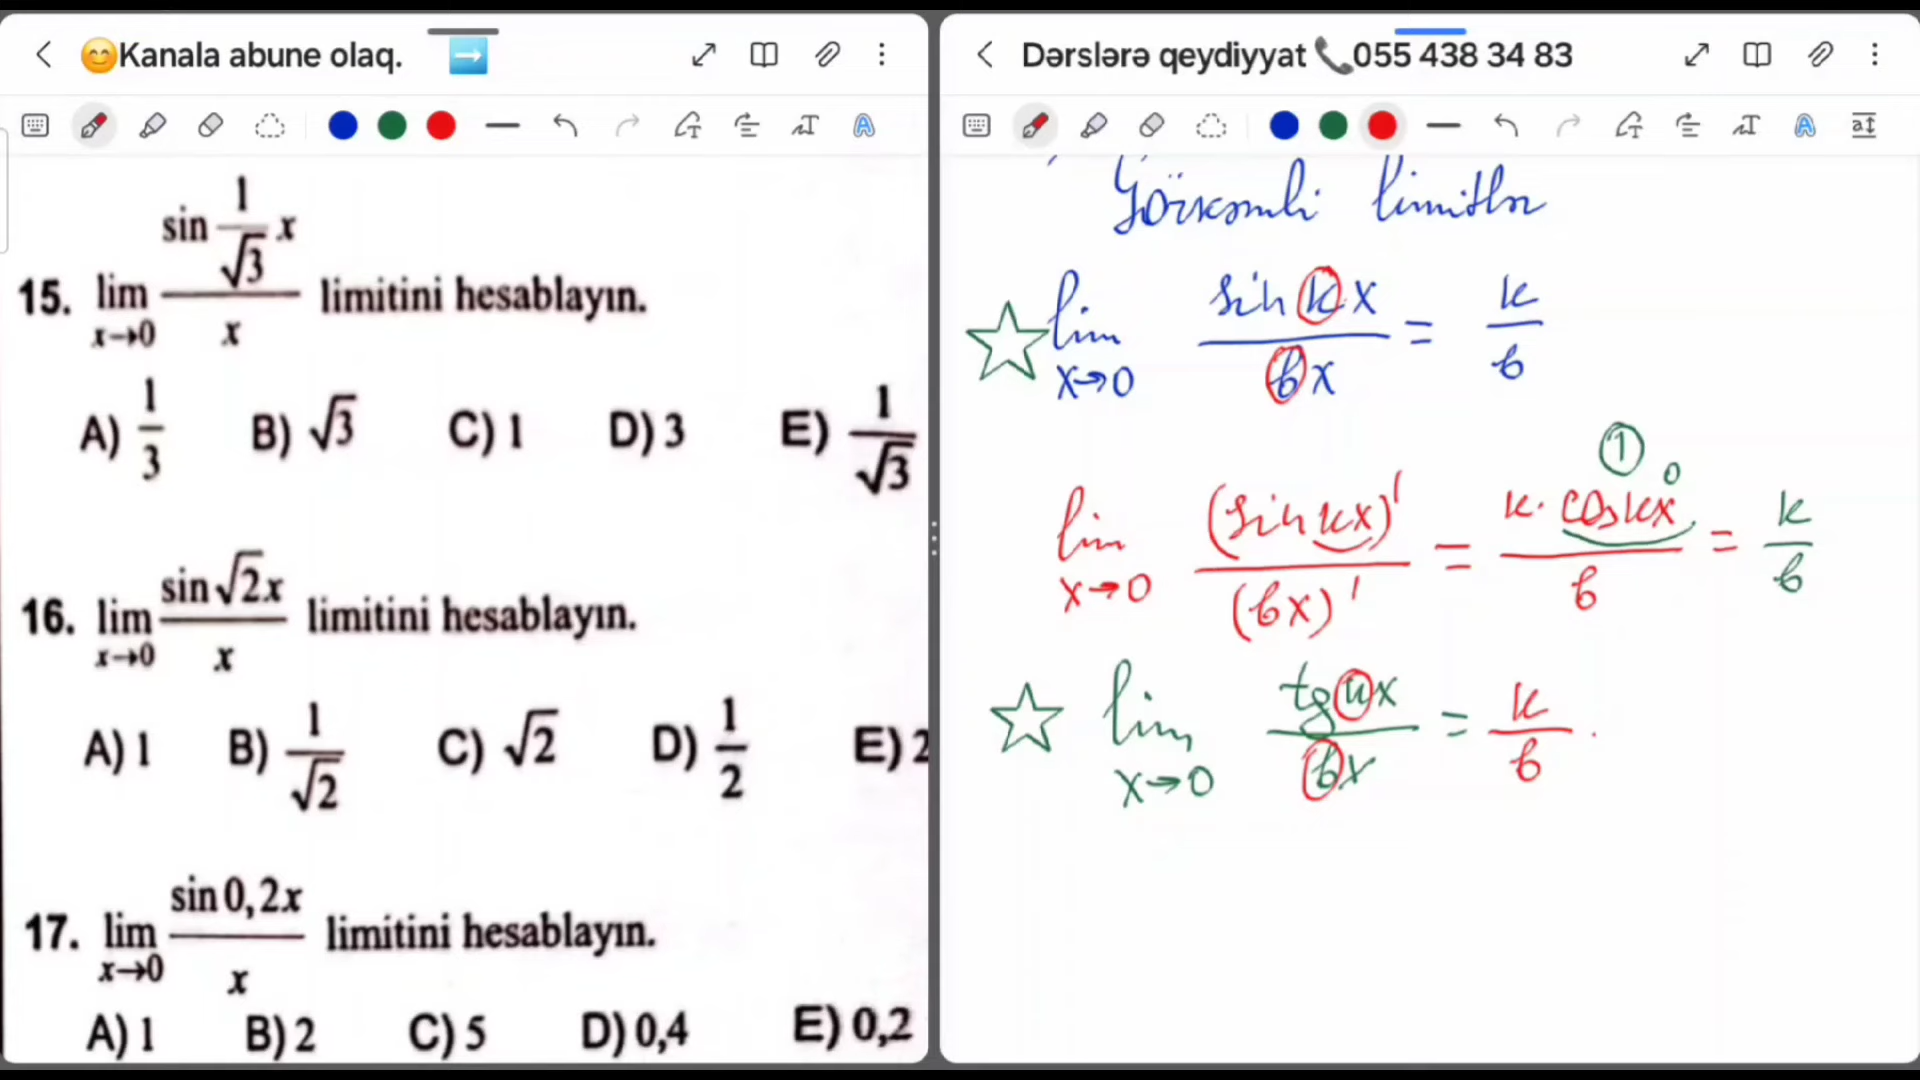 😊Kanala abune olaq. ➡️
15. lim x→0 sin 1/√3 x / x limitini hesablayın.
A) 1/3 B) √3 C) 1 D) 3 E) 1/√3
16. lim x→0 sin√2x / x limitini hesablayın.
A) 1 B) 1/√2 C) √2 D) 1/2 E) 2
17. lim x→0 sin0,2x / x limitini hesablayın.
A) 1 B) 2 C) 5 D) 0,4 E) 0,2
Dərslərə qeydiyyat 📞055 438 34 83
Görkəmli limitlər
lim x→0 sin kx / bx = k/b
lim x→0 (sin kx)' / (bx)' = k·cos kx / b = k/b
① 0
lim x→0 tg kx / bx = k/b.